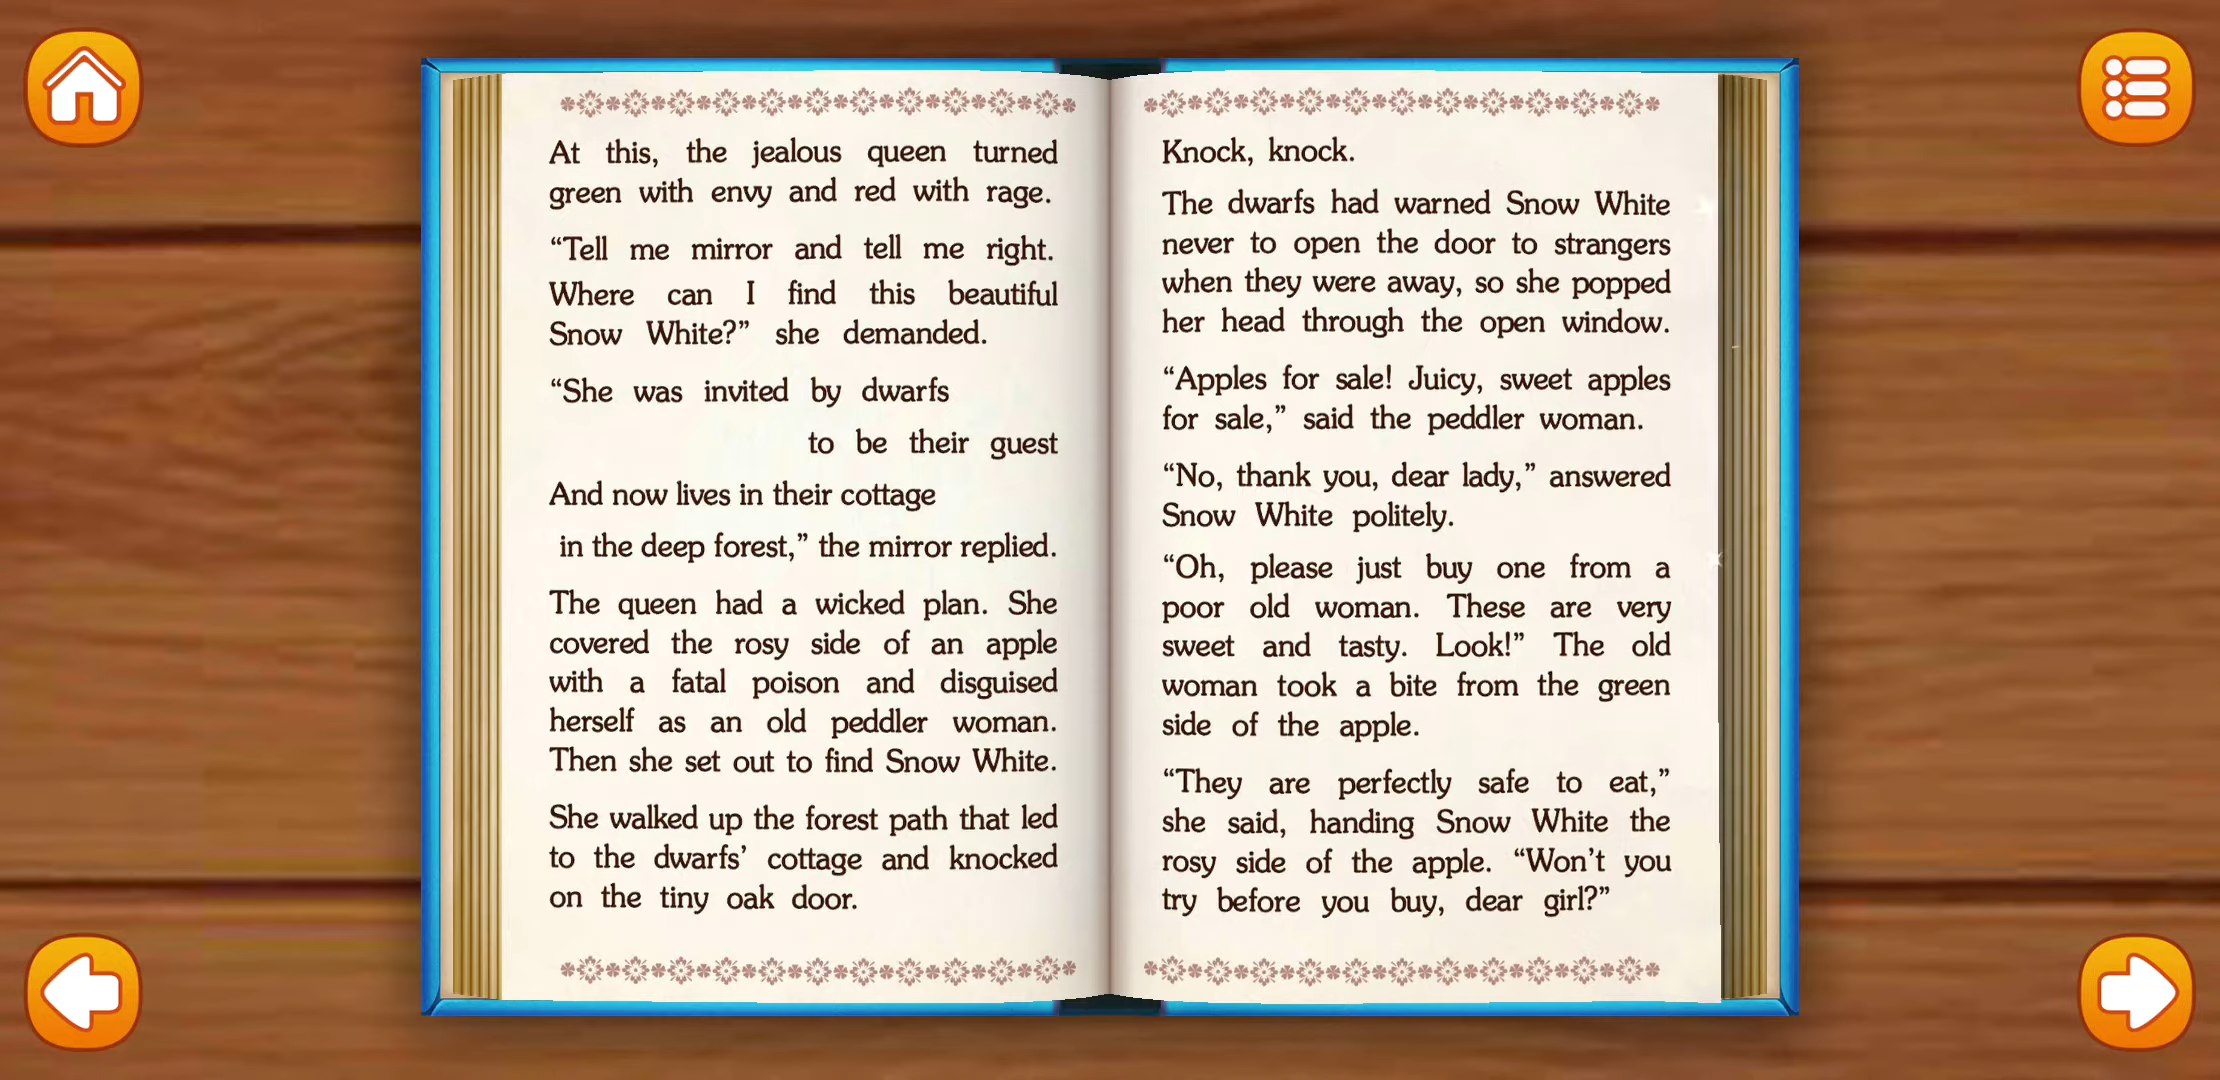 At this, the jealous queen turned
green with envy and red with rage.
“Tell me mirror and tell me right.
Where can I find this beautiful
Snow White?” she demanded.
“She was invited by dwarfs
to be their guest
And now lives in their cottage
in the deep forest,” the mirror replied.
The queen had a wicked plan. She
covered the rosy side of an apple
with a fatal poison and disguised
herself as an old peddler woman.
Then she set out to find Snow White.
She walked up the forest path that led
to the dwarfs’ cottage and knocked
on the tiny oak door.
Knock, knock.
The dwarfs had warned Snow White
never to open the door to strangers
when they were away, so she popped
her head through the open window.
“Apples for sale! Juicy, sweet apples
for sale,” said the peddler woman.
“No, thank you, dear lady,” answered
Snow White politely.
“Oh, please just buy one from a
poor old woman. These are very
sweet and tasty. Look!” The old
woman took a bite from the green
side of the apple.
“They are perfectly safe to eat,”
she said, handing Snow White the
rosy side of the apple. “Won’t you
try before you buy, dear girl?”